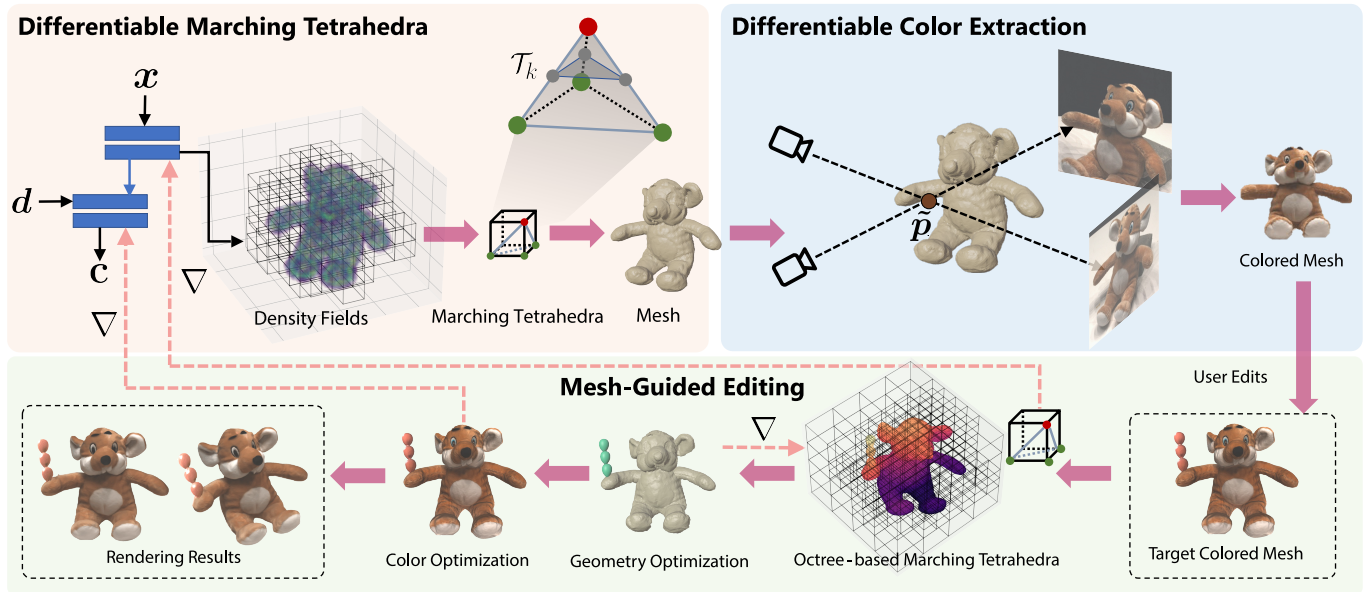 Differentiable Marching Tetrahedra
x
d
c
∇
∇
Density Fields
𝒯ₖ
Marching Tetrahedra
Mesh
Differentiable Color Extraction
p̃
Colored Mesh
User Edits
Mesh-Guided Editing
∇
Rendering Results
Color Optimization
Geometry Optimization
Octree-based Marching Tetrahedra
Target Colored Mesh